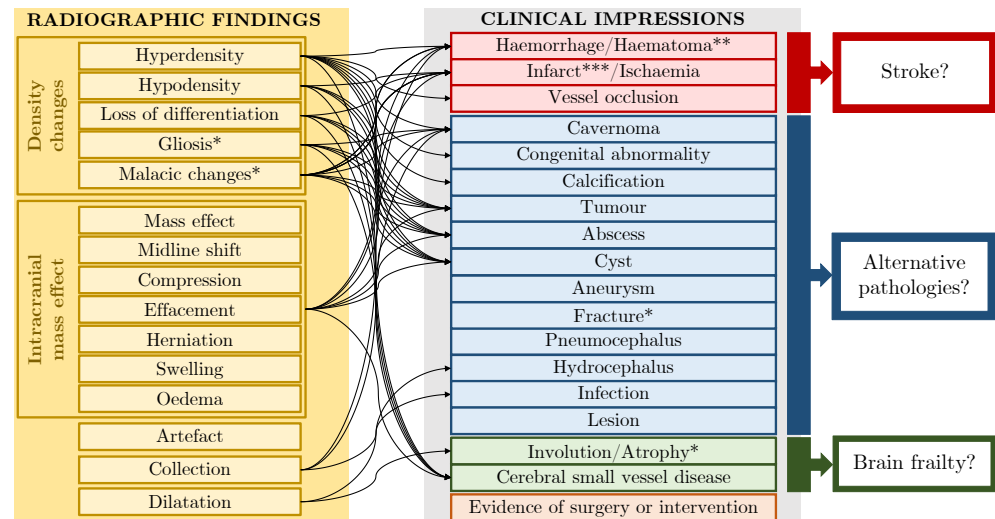 RADIOGRAPHIC FINDINGS
Density
changes
Hyperdensity
Hypodensity
Loss of differentiation
Gliosis*
Malacic changes*
Intracranial
mass effect
Mass effect
Midline shift
Compression
Effacement
Herniation
Swelling
Oedema
Artefact
Collection
Dilatation
CLINICAL IMPRESSIONS
Haemorrhage/Haematoma**
Infarct***/Ischaemia
Vessel occlusion
Cavernoma
Congenital abnormality
Calcification
Tumour
Abscess
Cyst
Aneurysm
Fracture*
Pneumocephalus
Hydrocephalus
Infection
Lesion
Involution/Atrophy*
Cerebral small vessel disease
Evidence of surgery or intervention
Stroke?
Alternative
pathologies?
Brain frailty?